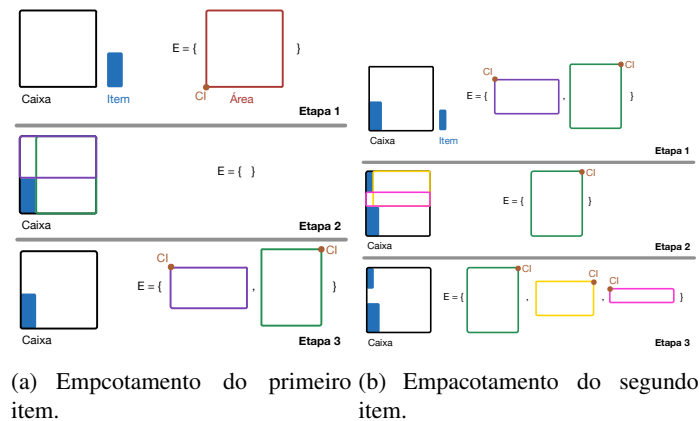 E = { }
CI
Caixa Item Área
Etapa 1
E = { }
Caixa
Etapa 2
CI CI
E = { , }
Caixa
Etapa 3
(a) Empcotamento do primeiro
item.
CI CI
E = { , }
Caixa Item
Etapa 1
CI
E = { }
Caixa
Etapa 2
CI CI CI
E = { , , }
Caixa
Etapa 3
(b) Empacotamento do segundo
item.